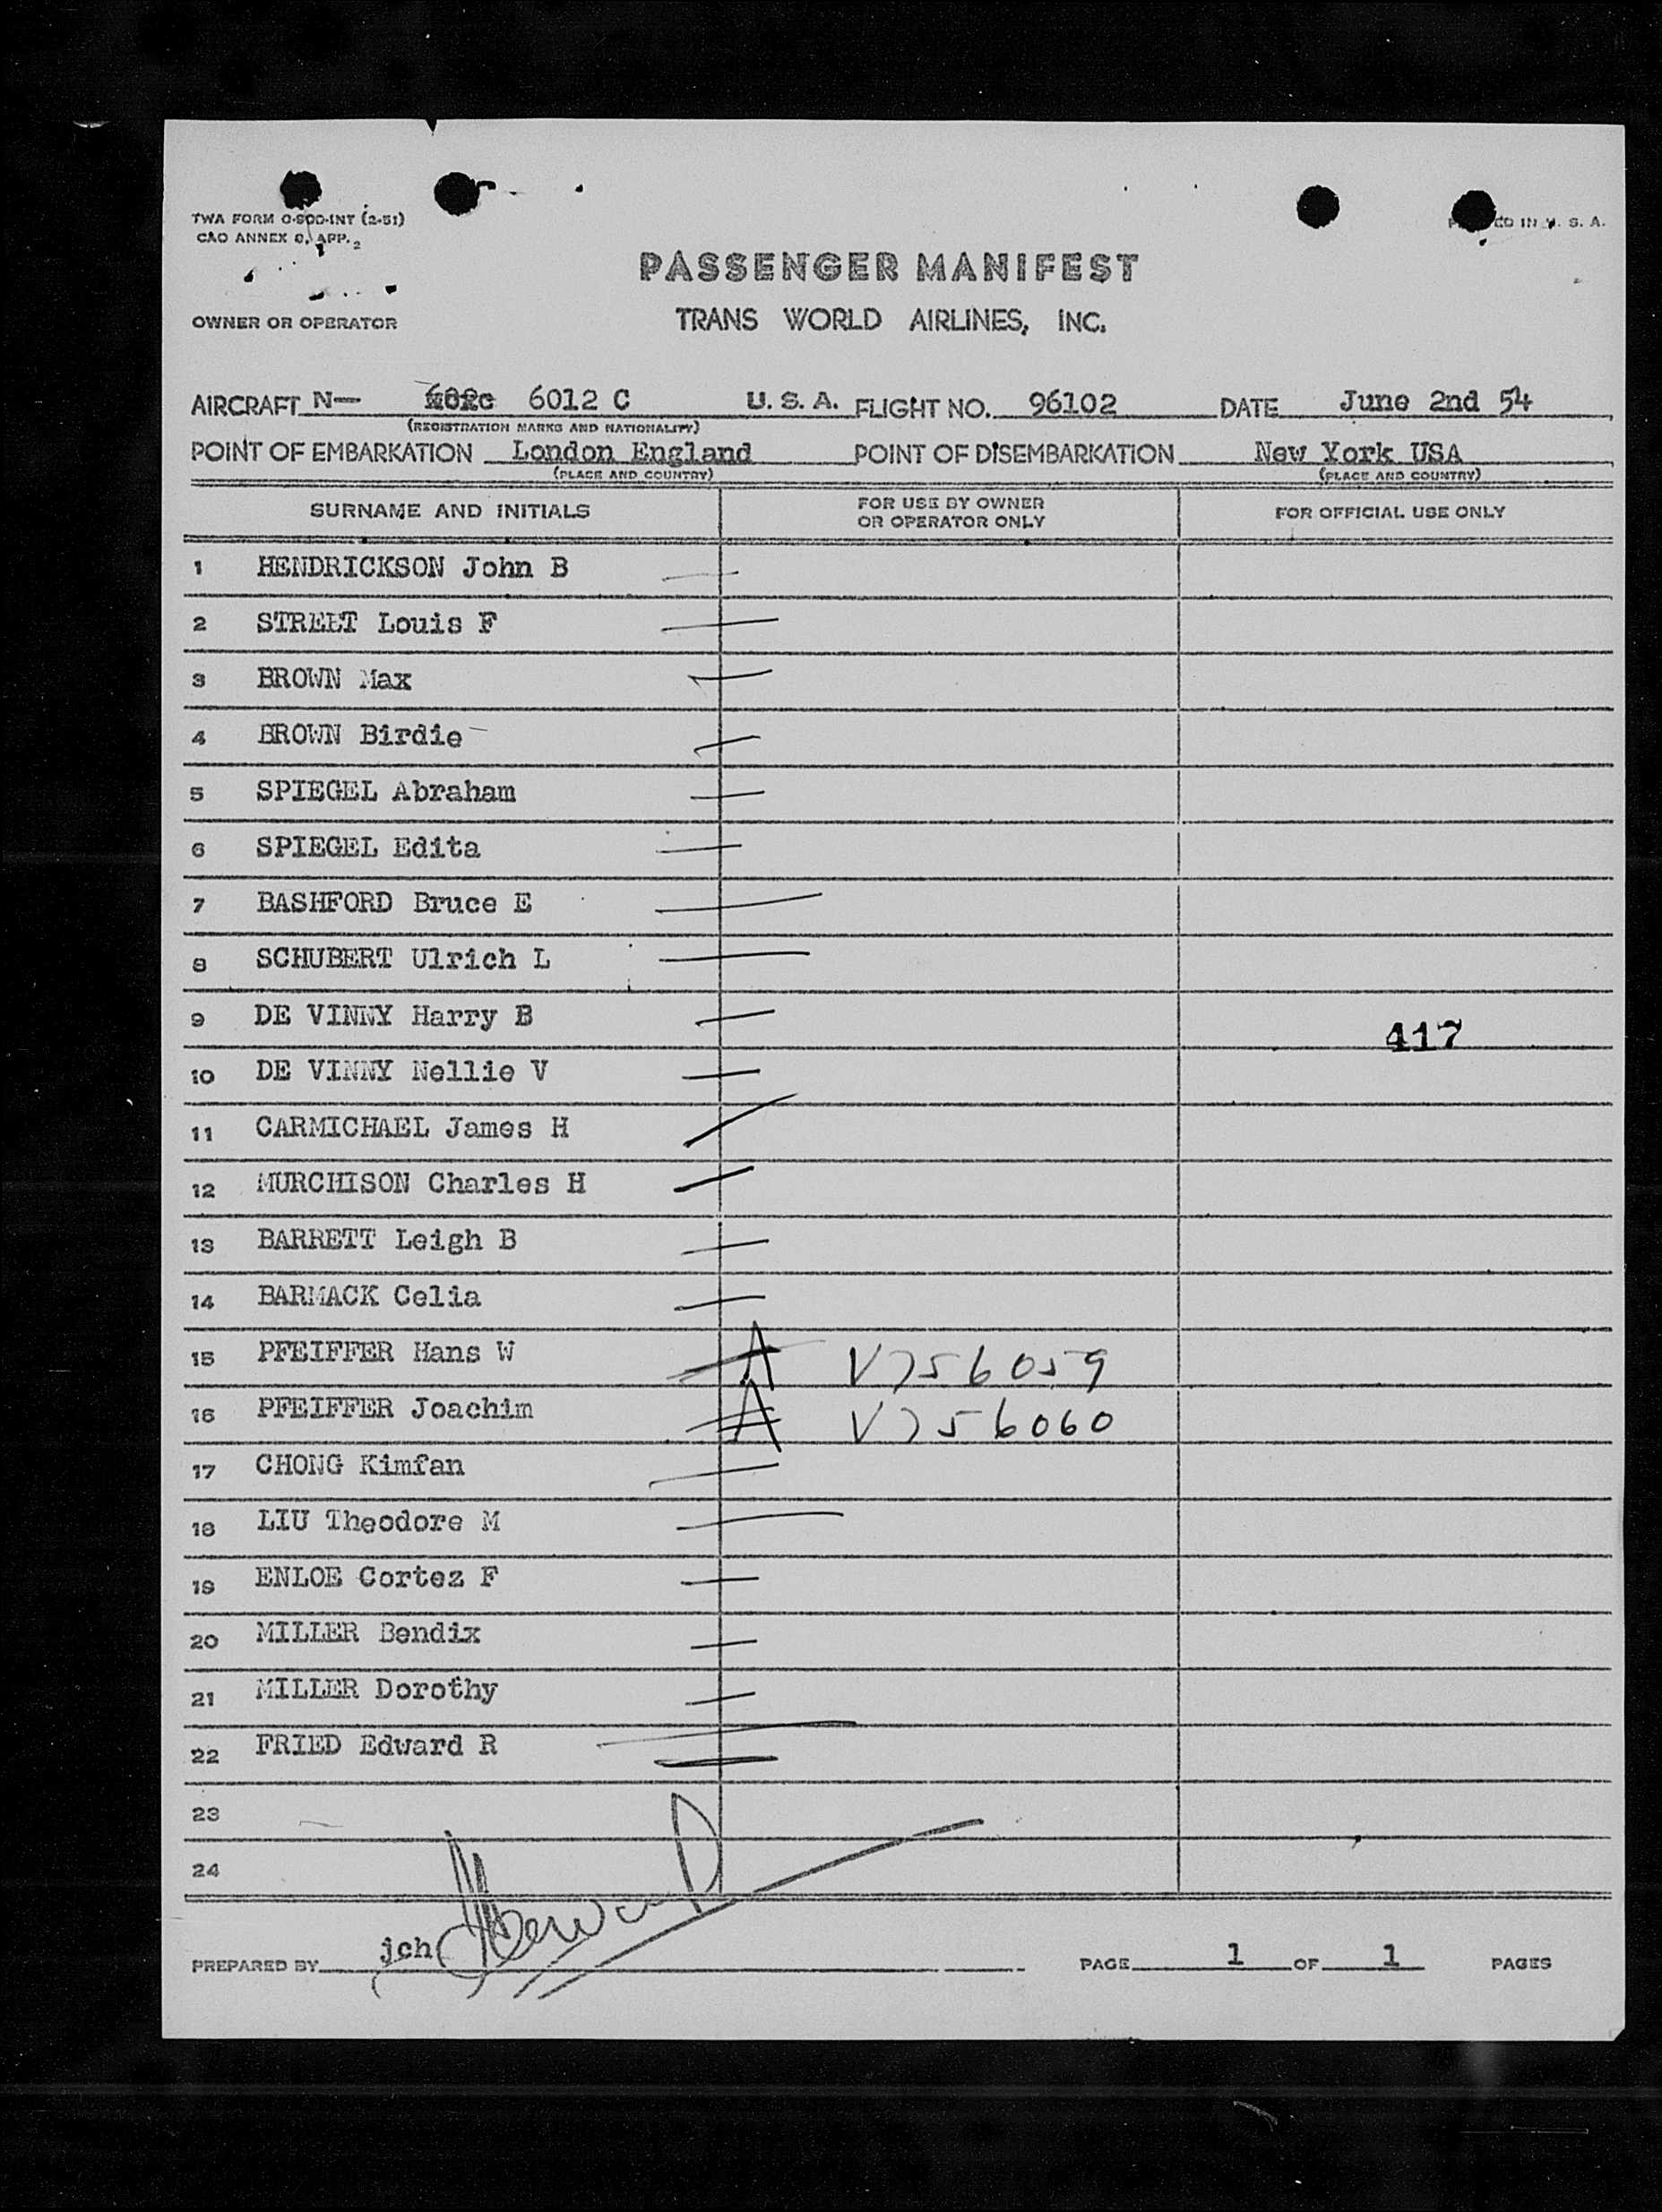 TWA FORM O-800-INT (2-51)
CAO ANNEX 9, APP. 2
IN U. S. A.
PASSENGER MANIFEST
OWNER OR OPERATOR TRANS WORLD AIRLINES, INC.
AIRCRAFT N— 6012 C U. S. A. FLIGHT NO. 96102 DATE June 2nd 54
(REGISTRATION MARKS AND NATIONALITY)
POINT OF EMBARKATION London England POINT OF DISEMBARKATION New York USA
(PLACE AND COUNTRY) (PLACE AND COUNTRY)
SURNAME AND INITIALS FOR USE BY OWNER OR OPERATOR ONLY FOR OFFICIAL USE ONLY
1 HENDRICKSON John B
2 STREET Louis F
3 BROWN Max
4 BROWN Birdie
5 SPIEGEL Abraham
6 SPIEGEL Edita
7 BASHFORD Bruce E
8 SCHUBERT Ulrich L
9 DE VINNY Harry B 417
10 DE VINNY Nellie V
11 CARMICHAEL James H
12 MURCHISON Charles H
13 BARRETT Leigh B
14 BARMACK Celia
15 PFEIFFER Hans W A V756059
16 PFEIFFER Joachim A V756060
17 CHONG Kimfan
18 LIU Theodore M
19 ENLOE Cortez F
20 MILLER Bendix
21 MILLER Dorothy
22 FRIED Edward R
23
24
PREPARED BY jch PAGE 1 OF 1 PAGES